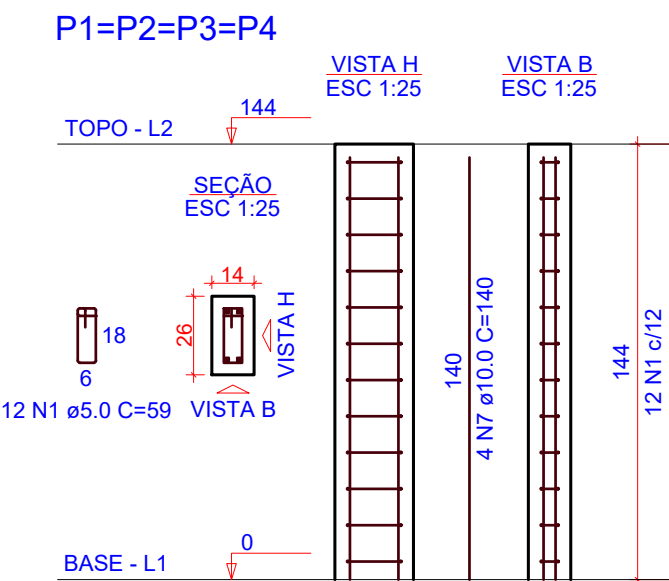 P1=P2=P3=P4
VISTA H
ESC 1:25
VISTA B
ESC 1:25
144
TOPO - L2
SEÇÃO
ESC 1:25
14
26
VISTA H
18
6
12 N1 ø5.0 C=59
VISTA B
140
4 N7 ø10.0 C=140
144
12 N1 c/12
0
BASE - L1